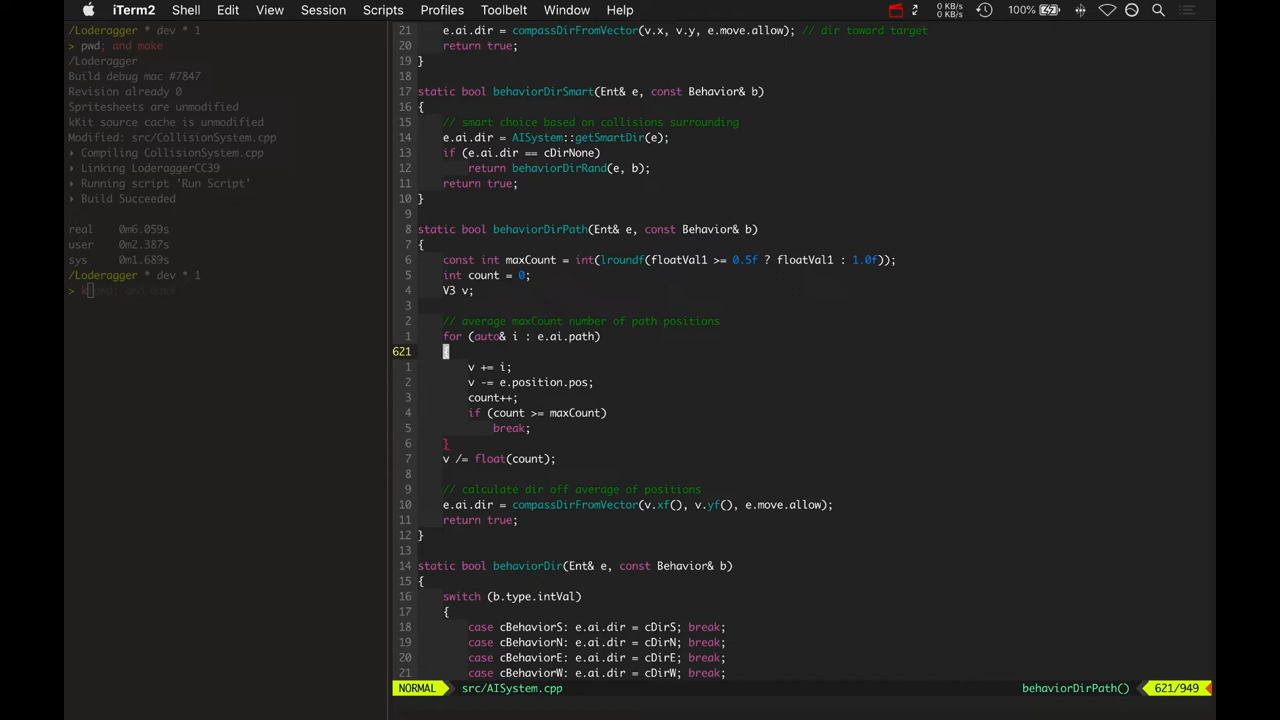 iTerm2 Shell Edit View Session Scripts Profiles Toolbelt Window Help 0 KB/s 0 KB/s 100%
/Loderagger * dev * 1
> pwd; and make
/Loderagger
Build debug mac #7847
Revision already 0
Spritesheets are unmodified
kKit source cache is unmodified
Modified: src/CollisionSystem.cpp
▸ Compiling CollisionSystem.cpp
▸ Linking LoderaggerCC39
▸ Running script 'Run Script'
▸ Build Succeeded
real 0m6.059s
user 0m2.387s
sys 0m1.689s
/Loderagger * dev * 1
> k
21 e.ai.dir = compassDirFromVector(v.x, v.y, e.move.allow); // dir toward target
20 return true;
19 }
18
17 static bool behaviorDirSmart(Ent& e, const Behavior& b)
16 {
15 // smart choice based on collisions surrounding
14 e.ai.dir = AISystem::getSmartDir(e);
13 if (e.ai.dir == cDirNone)
12 return behaviorDirRand(e, b);
11 return true;
10 }
9
8 static bool behaviorDirPath(Ent& e, const Behavior& b)
7 {
6 const int maxCount = int(lroundf(floatVal1 >= 0.5f ? floatVal1 : 1.0f));
5 int count = 0;
4 V3 v;
3
2 // average maxCount number of path positions
1 for (auto& i : e.ai.path)
621 {
1 v += i;
2 v -= e.position.pos;
3 count++;
4 if (count >= maxCount)
5 break;
6 }
7 v /= float(count);
8
9 // calculate dir off average of positions
10 e.ai.dir = compassDirFromVector(v.xf(), v.yf(), e.move.allow);
11 return true;
12 }
13
14 static bool behaviorDir(Ent& e, const Behavior& b)
15 {
16 switch (b.type.intVal)
17 {
18 case cBehaviorS: e.ai.dir = cDirS; break;
19 case cBehaviorN: e.ai.dir = cDirN; break;
20 case cBehaviorE: e.ai.dir = cDirE; break;
21 case cBehaviorW: e.ai.dir = cDirW; break;
NORMAL src/AISystem.cpp behaviorDirPath() 621/949